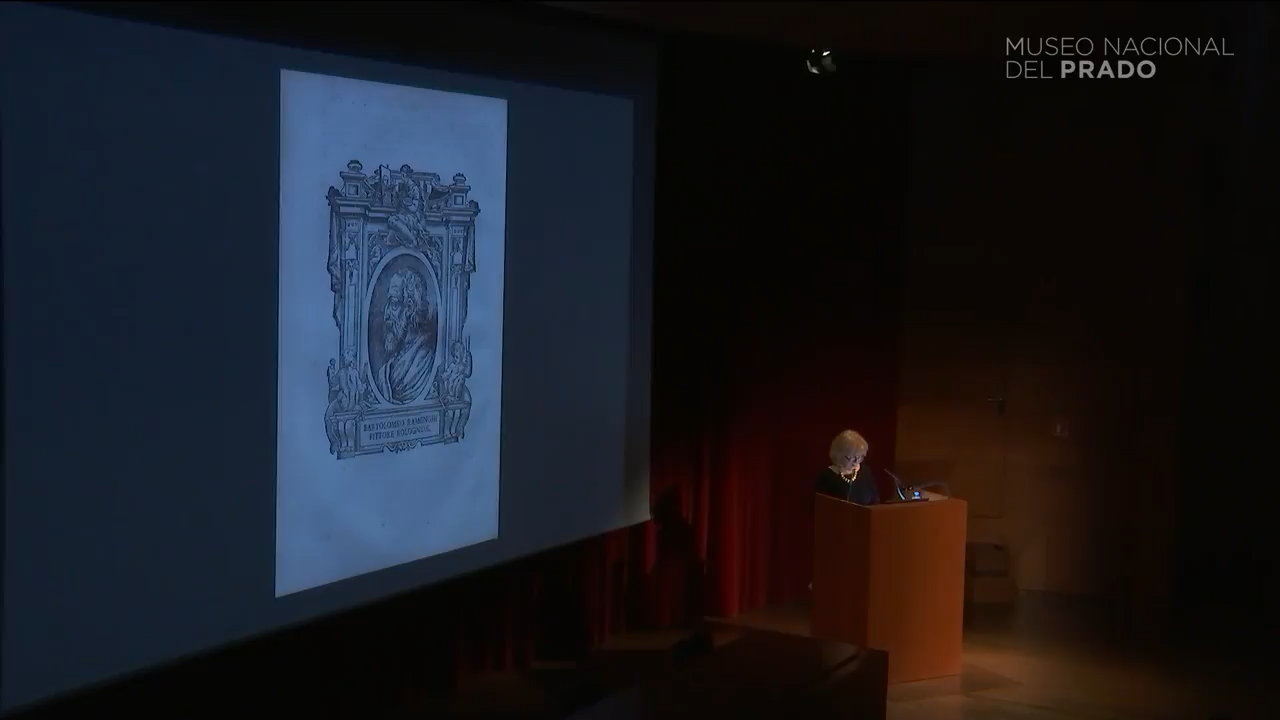 MUSEO NACIONAL
DEL PRADO
BARTOLOMEO RAMENGHI
PITTORE BOLOGNESE